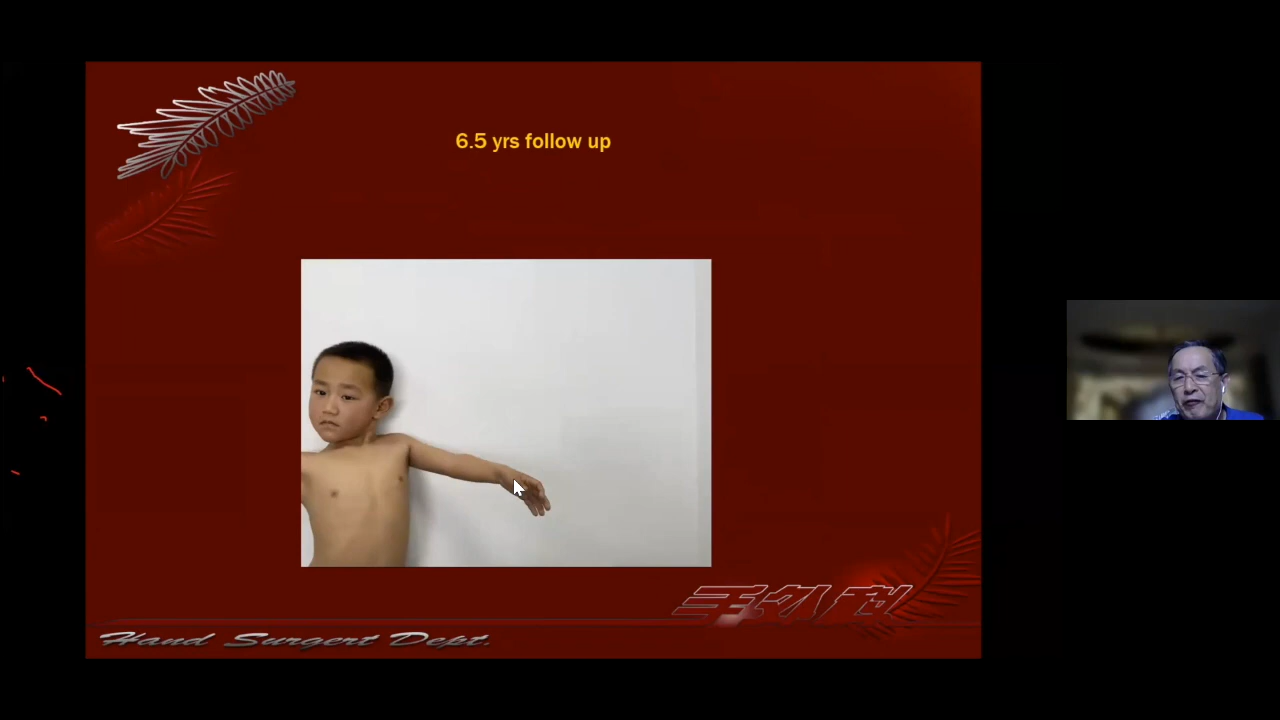 6.5 yrs follow up
手外科
Hand Surgert Dept.